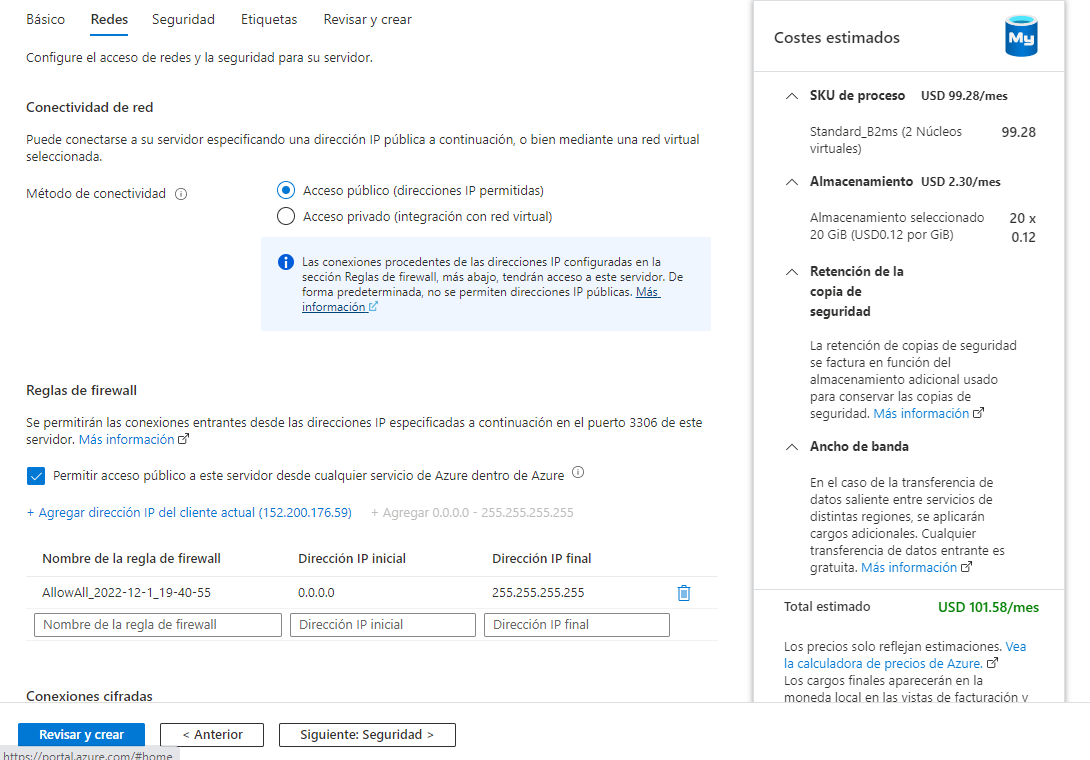 Básico Redes Seguridad Etiquetas Revisar y crear
Configure el acceso de redes y la seguridad para su servidor.
Conectividad de red
Puede conectarse a su servidor especificando una dirección IP pública a continuación, o bien mediante una red virtual
seleccionada.
Método de conectividad
Acceso público (direcciones IP permitidas)
Acceso privado (integración con red virtual)
Las conexiones procedentes de las direcciones IP configuradas en la
sección Reglas de firewall, más abajo, tendrán acceso a este servidor. De
forma predeterminada, no se permiten direcciones IP públicas. Más
información
Reglas de firewall
Se permitirán las conexiones entrantes desde las direcciones IP especificadas a continuación en el puerto 3306 de este
servidor. Más información
Permitir acceso público a este servidor desde cualquier servicio de Azure dentro de Azure
+ Agregar dirección IP del cliente actual (152.200.176.59) + Agregar 0.0.0.0 - 255.255.255.255
Nombre de la regla de firewall Dirección IP inicial Dirección IP final
AllowAll_2022-12-1_19-40-55 0.0.0.0 255.255.255.255
Nombre de la regla de firewall Dirección IP inicial Dirección IP final
Conexiones cifradas
Revisar y crear < Anterior Siguiente: Seguridad >
https://portal.azure.com/#home
Costes estimados
My
SKU de proceso USD 99.28/mes
Standard_B2ms (2 Núcleos 99.28
virtuales)
Almacenamiento USD 2.30/mes
Almacenamiento seleccionado 20 x
20 GiB (USD0.12 por GiB) 0.12
Retención de la
copia de
seguridad
La retención de copias de seguridad
se factura en función del
almacenamiento adicional usado
para conservar las copias de
seguridad. Más información
Ancho de banda
En el caso de la transferencia de
datos saliente entre servicios de
distintas regiones, se aplicarán
cargos adicionales. Cualquier
transferencia de datos entrante es
gratuita. Más información
Total estimado USD 101.58/mes
Los precios solo reflejan estimaciones. Vea
la calculadora de precios de Azure.
Los cargos finales aparecerán en la
moneda local en las vistas de facturación y